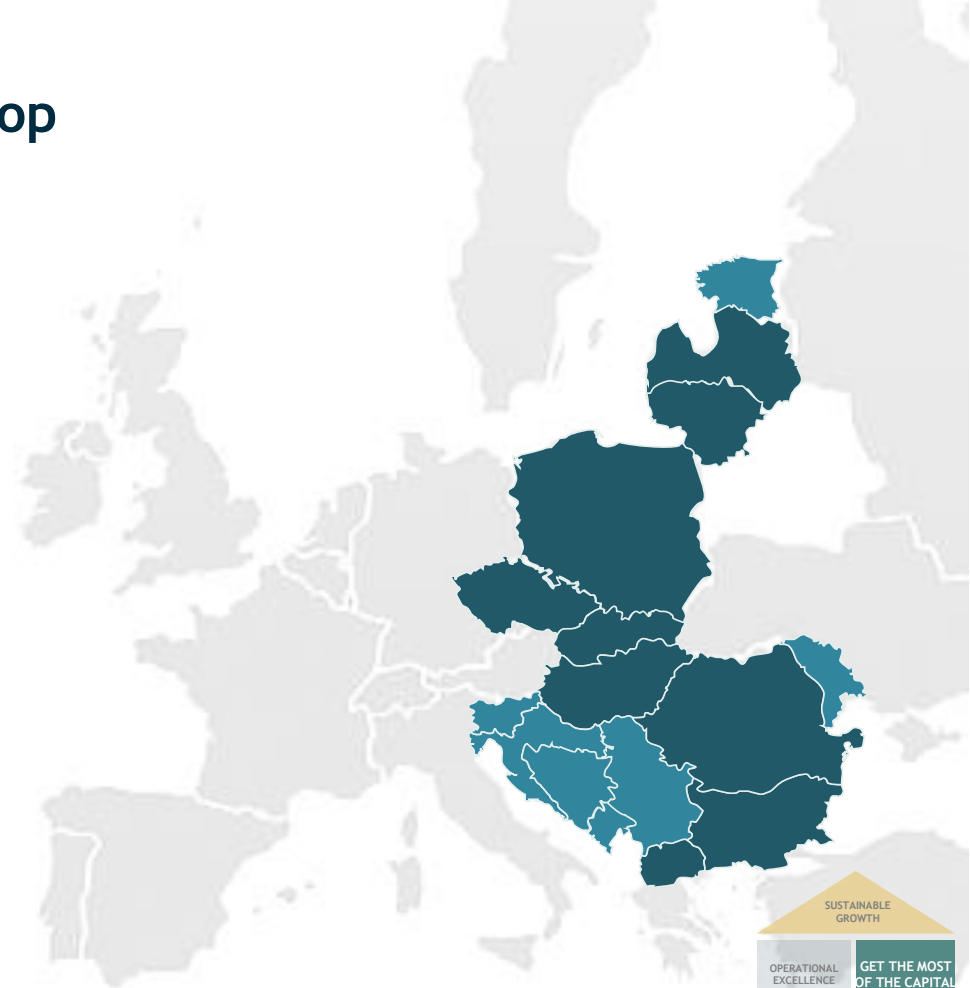 op
SUSTAINABLE
GROWTH
OPERATIONAL
EXCELLENCE
GET THE MOST
OF THE CAPITAL